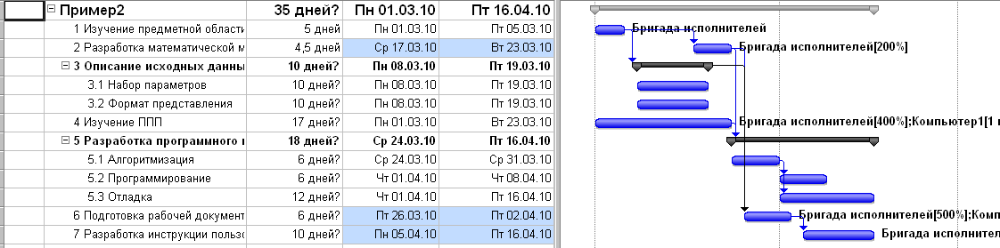 Пример2 35 дней? Пн 01.03.10 Пт 16.04.10
1 Изучение предметной области 5 дней Пн 01.03.10 Пт 05.03.10 Бригада исполнителей
2 Разработка математической м 4,5 дней Ср 17.03.10 Вт 23.03.10 Бригада исполнителей[200%]
3 Описание исходных данны 10 дней? Пн 08.03.10 Пт 19.03.10
3.1 Набор параметров 10 дней? Пн 08.03.10 Пт 19.03.10
3.2 Формат представления 10 дней? Пн 08.03.10 Пт 19.03.10
4 Изучение ППП 17 дней? Пн 01.03.10 Вт 23.03.10 Бригада исполнителей[400%];Компьютер1[1
5 Разработка программного 18 дней? Ср 24.03.10 Пт 16.04.10
5.1 Алгоритмизация 6 дней? Ср 24.03.10 Ср 31.03.10
5.2 Программирование 6 дней? Чт 01.04.10 Чт 08.04.10
5.3 Отладка 12 дней? Чт 01.04.10 Пт 16.04.10
6 Подготовка рабочей документ 6 дней? Пт 26.03.10 Пт 02.04.10 Бригада исполнителей[500%];Комп
7 Разработка инструкции польз 10 дней? Пн 05.04.10 Пт 16.04.10 Бригада исполнител